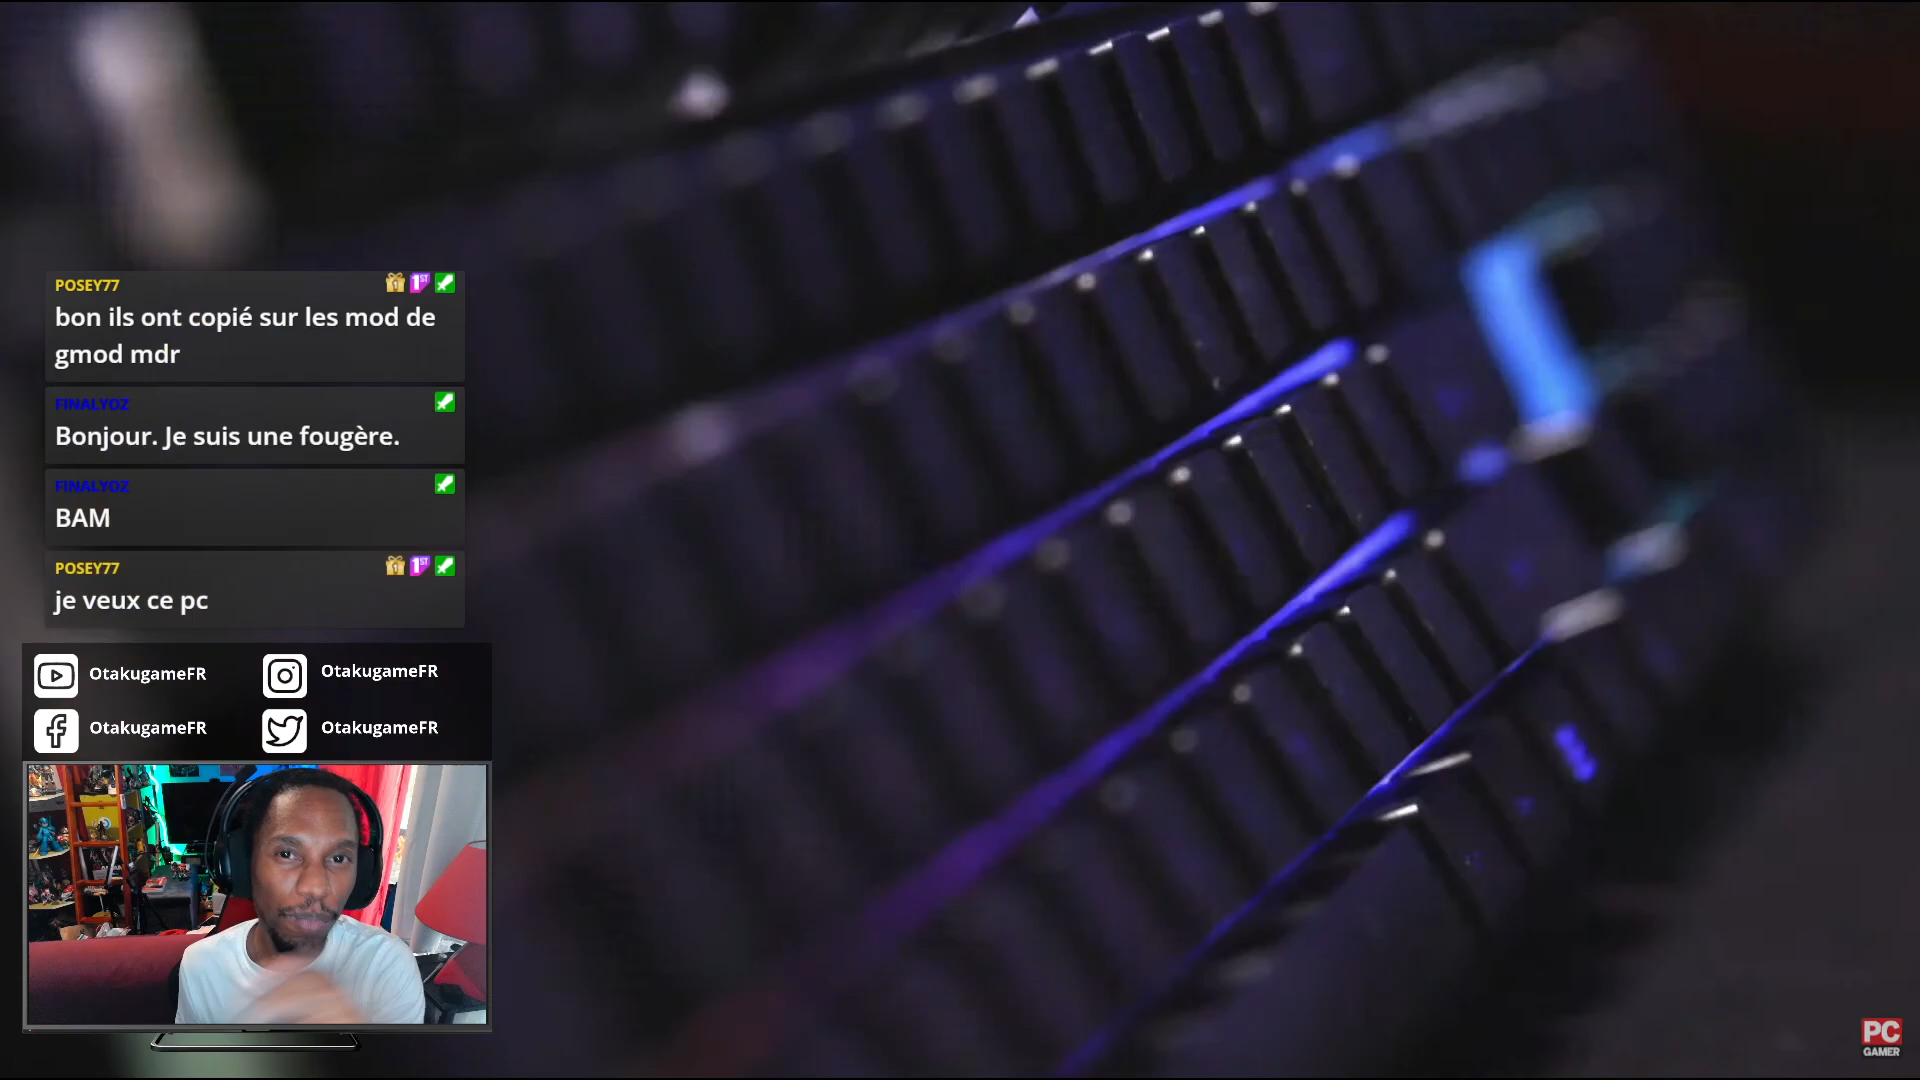 POSEY77
bon ils ont copié sur les mod de
gmod mdr
FINALYOZ
Bonjour. Je suis une fougère.
FINALYOZ
BAM
POSEY77
je veux ce pc
OtakugameFR
OtakugameFR
OtakugameFR
OtakugameFR
PC
GAMER